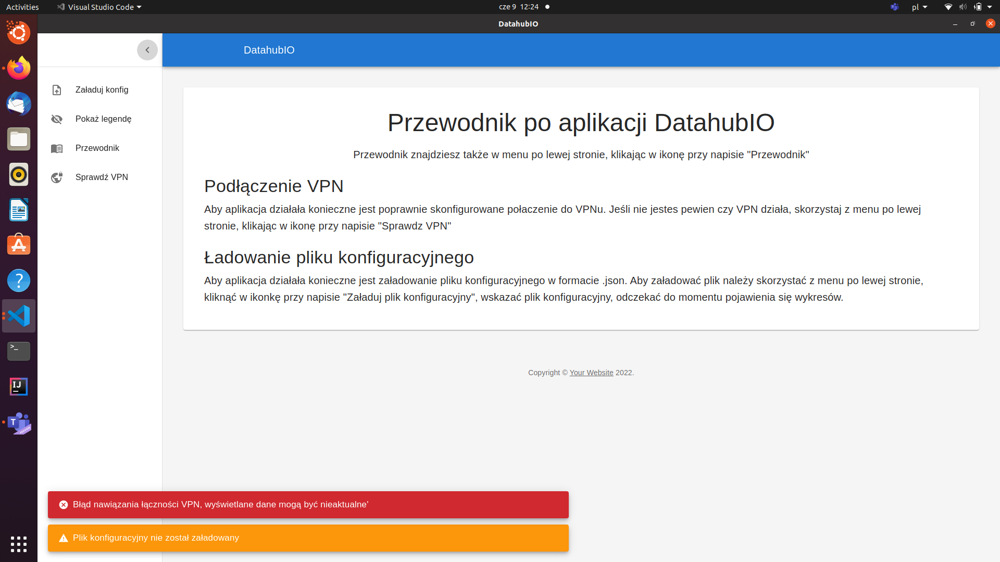 Activities
Visual Studio Code
cze 9 12:24
pl
DatahubIO
DatahubIO
Załaduj konfig
Pokaż legendę
Przewodnik
Sprawdź VPN
Przewodnik po aplikacji DatahubIO
Przewodnik znajdziesz także w menu po lewej stronie, klikając w ikonę przy napisie "Przewodnik"
Podłączenie VPN
Aby aplikacja działała konieczne jest poprawnie skonfigurowane połaczenie do VPNu. Jeśli nie jestes pewien czy VPN działa, skorzystaj z menu po lewej
stronie, klikając w ikonę przy napisie "Sprawdz VPN"
Ładowanie pliku konfiguracyjnego
Aby aplikacja działała konieczne jest załadowanie pliku konfiguracyjnego w formacie .json. Aby załadować plik należy skorzystać z menu po lewej stronie,
kliknąć w ikonkę przy napisie "Załaduj plik konfiguracyjny", wskazać plik konfiguracyjny, odczekać do momentu pojawienia się wykresów.
Copyright © Your Website 2022.
Błąd nawiązania łączności VPN, wyświetlane dane mogą być nieaktualne'
Plik konfiguracyjny nie został załadowany
?
>_
IJ
T
PREVIEW